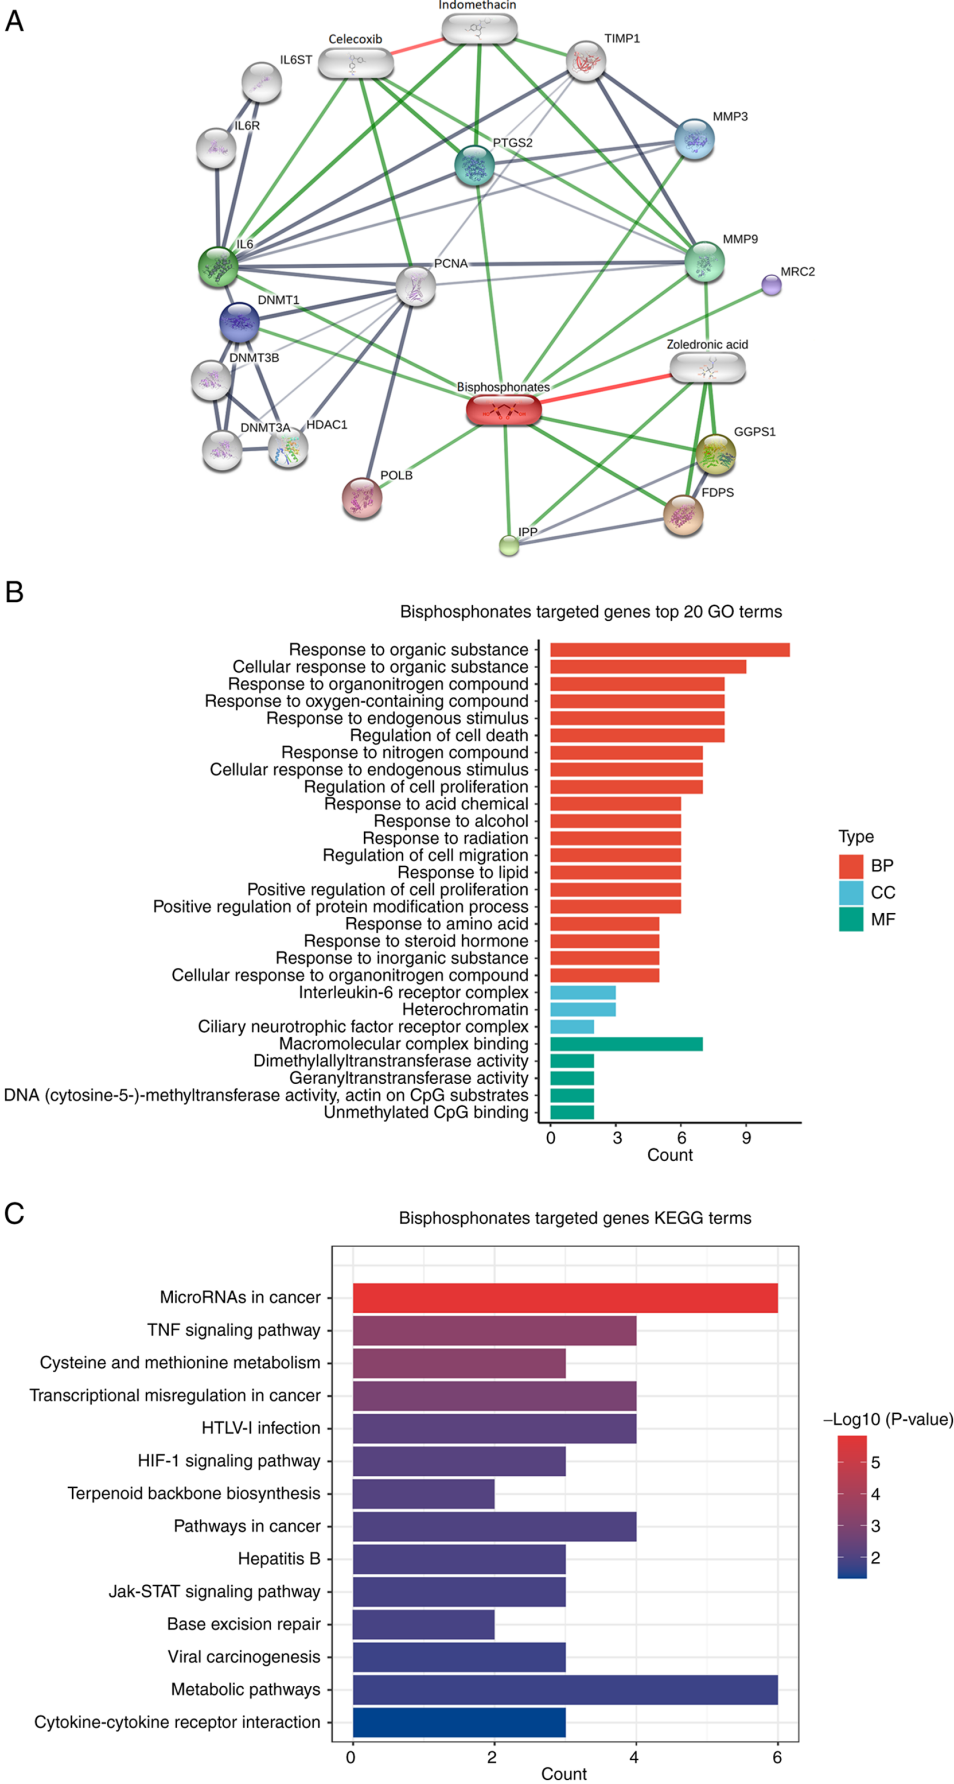 A
Indomethacin
Celecoxib
TIMP1
IL6ST
MMP3
IL6R
PTGS2
IL6
MMP9
PCNA
MRC2
DNMT1
Zoledronic acid
DNMT3B
Bisphosphonates
DNMT3A
HDAC1
GGPS1
POLB
FDPS
IPP
B
Bisphosphonates targeted genes top 20 GO terms
Response to organic substance
Cellular response to organic substance
Response to organonitrogen compound
Response to oxygen-containing compound
Response to endogenous stimulus
Regulation of cell death
Response to nitrogen compound
Cellular response to endogenous stimulus
Regulation of cell proliferation
Response to acid chemical
Response to alcohol
Response to radiation
Regulation of cell migration
Response to lipid
Positive regulation of cell proliferation
Positive regulation of protein modification process
Response to amino acid
Response to steroid hormone
Response to inorganic substance
Cellular response to organonitrogen compound
Interleukin-6 receptor complex
Heterochromatin
Ciliary neurotrophic factor receptor complex
Macromolecular complex binding
Dimethylallyltranstransferase activity
Geranyltranstransferase activity
DNA (cytosine-5-)-methyltransferase activity, actin on CpG substrates
Unmethylated CpG binding
0 3 6 9
Count
Type
BP
CC
MF
C
Bisphosphonates targeted genes KEGG terms
MicroRNAs in cancer
TNF signaling pathway
Cysteine and methionine metabolism
Transcriptional misregulation in cancer
HTLV-I infection
HIF-1 signaling pathway
Terpenoid backbone biosynthesis
Pathways in cancer
Hepatitis B
Jak-STAT signaling pathway
Base excision repair
Viral carcinogenesis
Metabolic pathways
Cytokine-cytokine receptor interaction
0 2 4 6
Count
−Log10 (P-value)
5
4
3
2